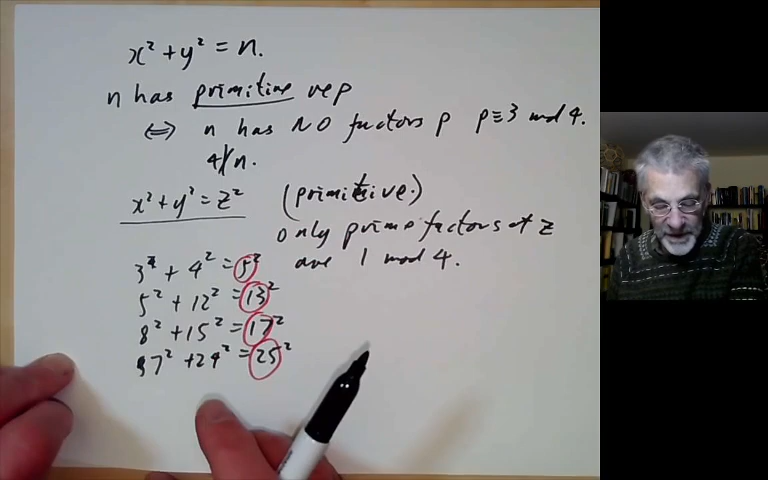 x² + y² = n.
n has primitive rep
⇔ n has NO factors p p≡3 mod 4.
4∤n.
x² + y² = z² (primitive.)
only prime factors of z
are 1 mod 4.
3² + 4² = 5²
5² + 12² = 13²
8² + 15² = 17²
7² + 24² = 25²